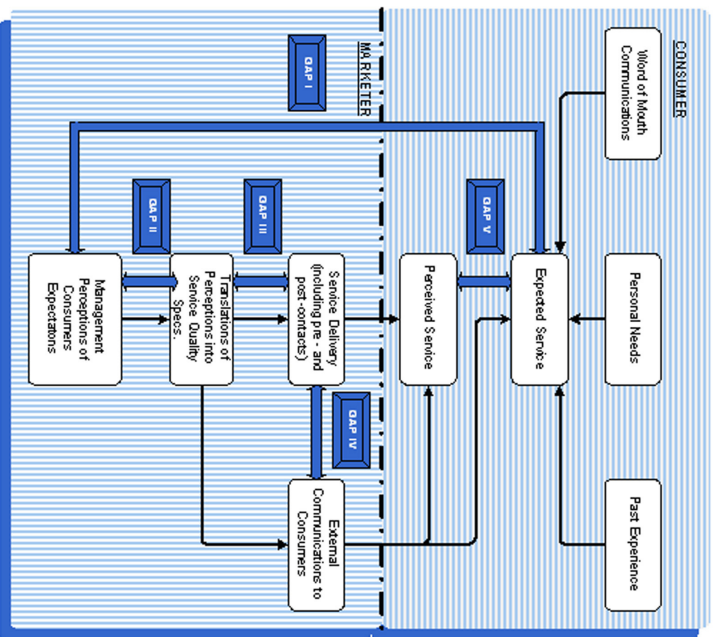 CONSUMER
Word of Mouth
Communications
Personal Needs
Past Experience
Expected Service
GAP V
Perceived Service
MARKETER
GAP I
Service Delivery
(including pre - and
post-contacts)
GAP IV
External
Communications to
Consumers
GAP III
Translations of
Perceptions into
Service Quality
Specs.
GAP II
Management
Perceptions of
Consumers
Expectatons